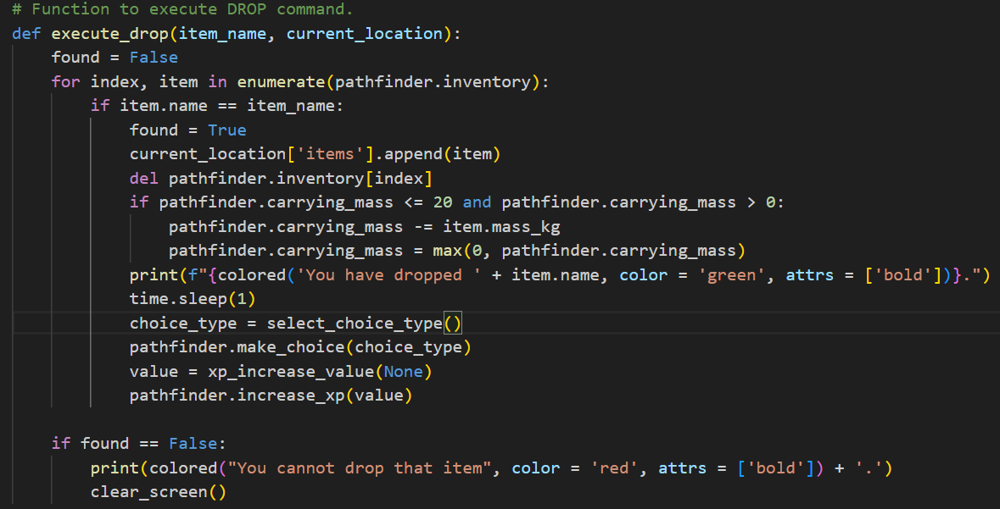 # Function to execute DROP command.
def execute_drop(item_name, current_location):
    found = False
    for index, item in enumerate(pathfinder.inventory):
        if item.name == item_name:
            found = True
            current_location['items'].append(item)
            del pathfinder.inventory[index]
            if pathfinder.carrying_mass <= 20 and pathfinder.carrying_mass > 0:
                pathfinder.carrying_mass -= item.mass_kg
                pathfinder.carrying_mass = max(0, pathfinder.carrying_mass)
            print(f"{colored('You have dropped ' + item.name, color = 'green', attrs = ['bold'])}.")
            time.sleep(1)
            choice_type = select_choice_type()
            pathfinder.make_choice(choice_type)
            value = xp_increase_value(None)
            pathfinder.increase_xp(value)

    if found == False:
        print(colored("You cannot drop that item", color = 'red', attrs = ['bold']) + '.')
        clear_screen()